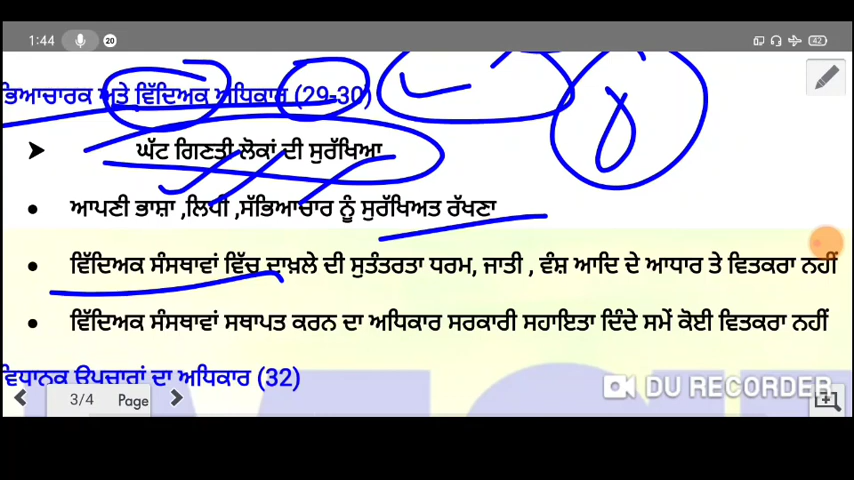 1:44 20 42
ਭਿਆਚਾਰਕ ਅਤੇ ਵਿੱਦਿਅਕ ਅਧਿਕਾਰ (29-30)
ਘੱਟ ਗਿਣਤੀ ਲੋਕਾਂ ਦੀ ਸੁਰੱਖਿਆ
ਆਪਣੀ ਭਾਸ਼ਾ ,ਲਿਪੀ ,ਸੱਭਿਆਚਾਰ ਨੂੰ ਸੁਰੱਖਿਅਤ ਰੱਖਣਾ
ਵਿੱਦਿਅਕ ਸੰਸਥਾਵਾਂ ਵਿੱਚ ਦਾਖ਼ਲੇ ਦੀ ਸੁਤੰਤਰਤਾ ਧਰਮ, ਜਾਤੀ , ਵੰਸ਼ ਆਦਿ ਦੇ ਆਧਾਰ ਤੇ ਵਿਤਕਰਾ ਨਹੀਂ
ਵਿੱਦਿਅਕ ਸੰਸਥਾਵਾਂ ਸਥਾਪਤ ਕਰਨ ਦਾ ਅਧਿਕਾਰ ਸਰਕਾਰੀ ਸਹਾਇਤਾ ਦਿੰਦੇ ਸਮੇਂ ਕੋਈ ਵਿਤਕਰਾ ਨਹੀਂ
ਵਿਧਾਨਕ ਉਪਚਾਰਾਂ ਦਾ ਅਧਿਕਾਰ (32)
DU RECORDER
3/4 Page